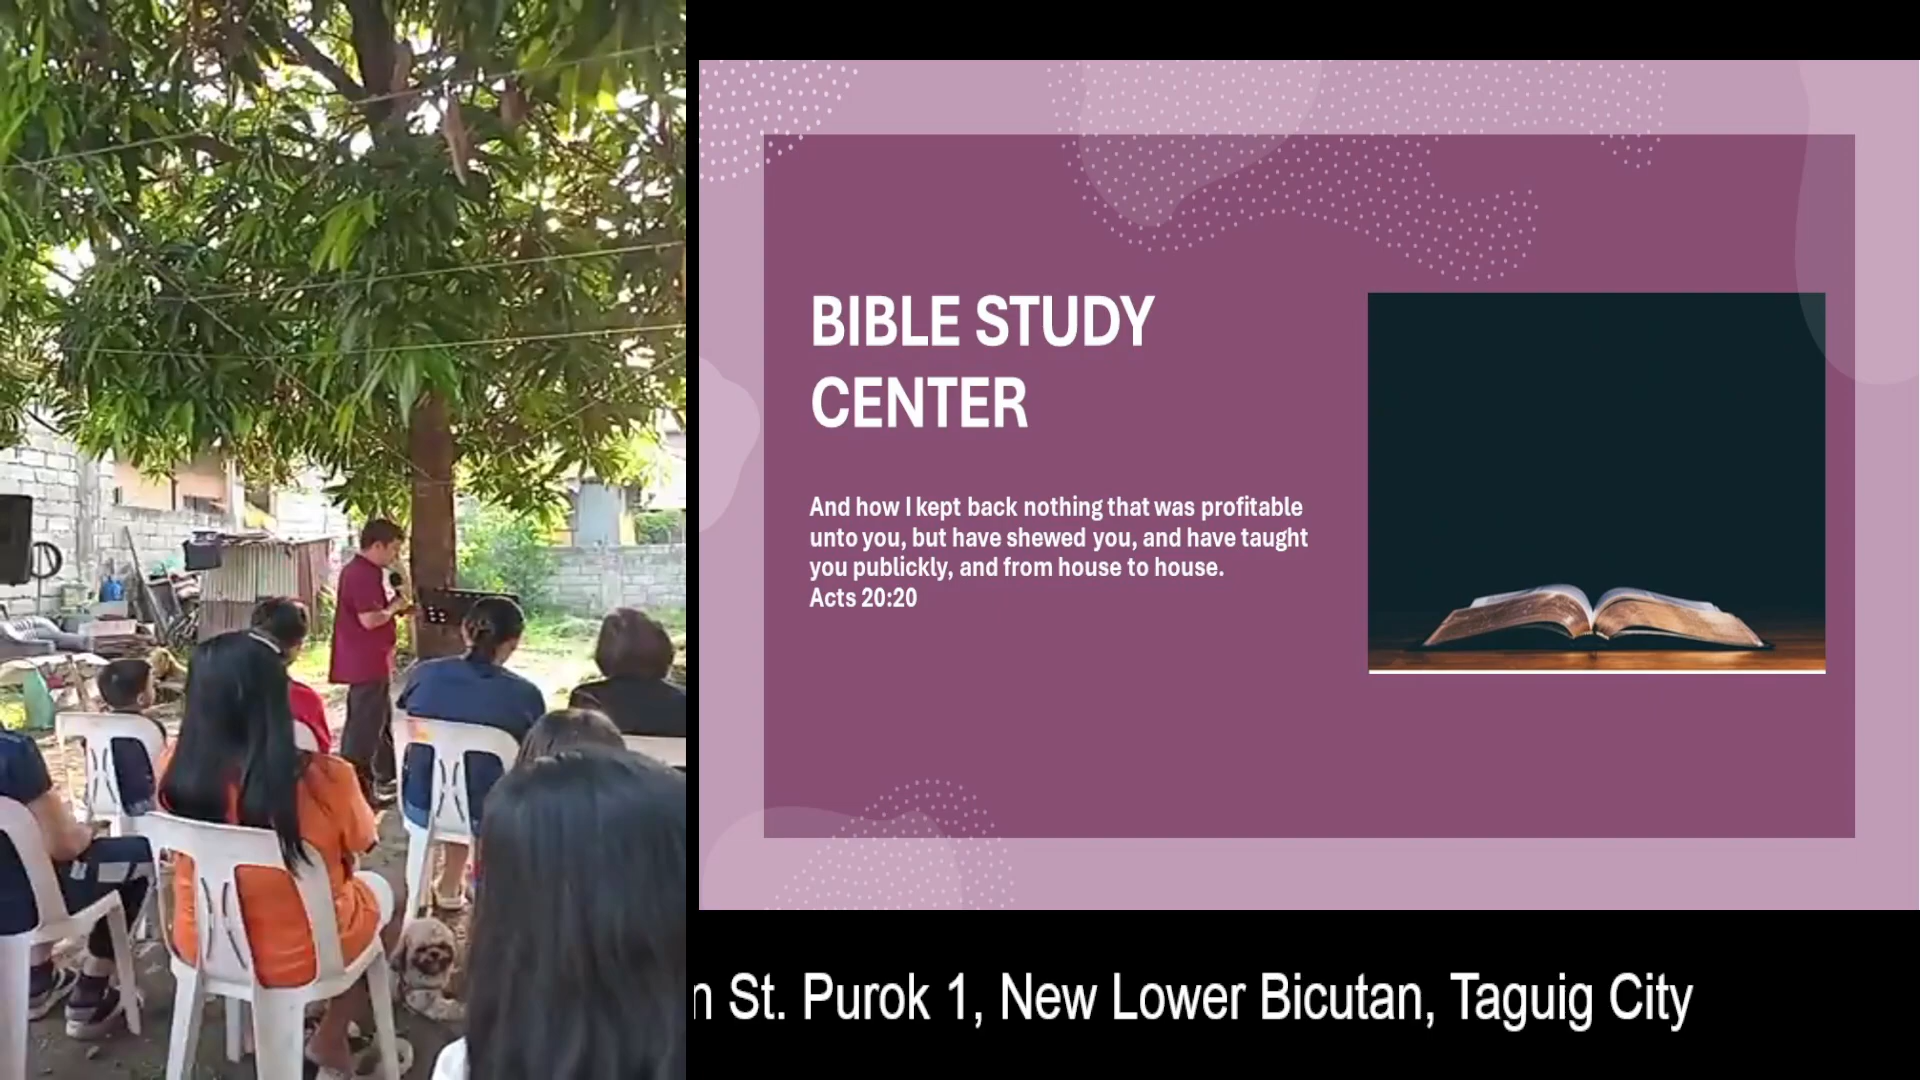 BIBLE STUDY
CENTER
And how I kept back nothing that was profitable
unto you, but have shewed you, and have taught
you publickly, and from house to house.
Acts 20:20
n St. Purok 1, New Lower Bicutan, Taguig City